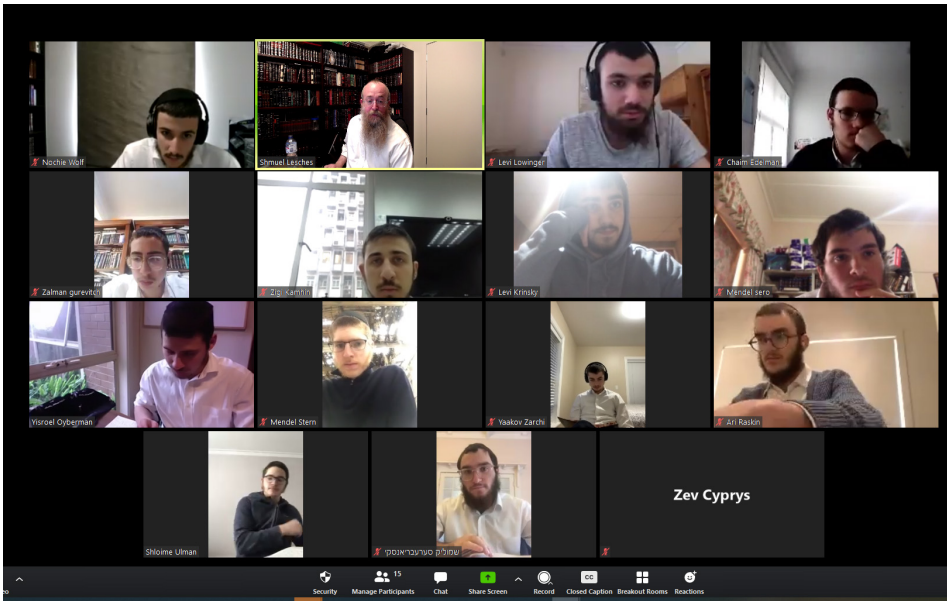 Nochie Wolf
Shmuel Lesches
Levi Lowinger
Chaim Edelman
Zalman gurevitch
Zigi Kamhin
Levi Krinsky
Mendel sero
Yisroel Oyberman
Mendel Stern
Yaakov Zarchi
Ari Raskin
Shloime Ulman
שמוליק סערעבריאנסקי
Zev Cyprys
15
Security
Manage Participants
Chat
Share Screen
Record
CC
Closed Caption
Breakout Rooms
Reactions